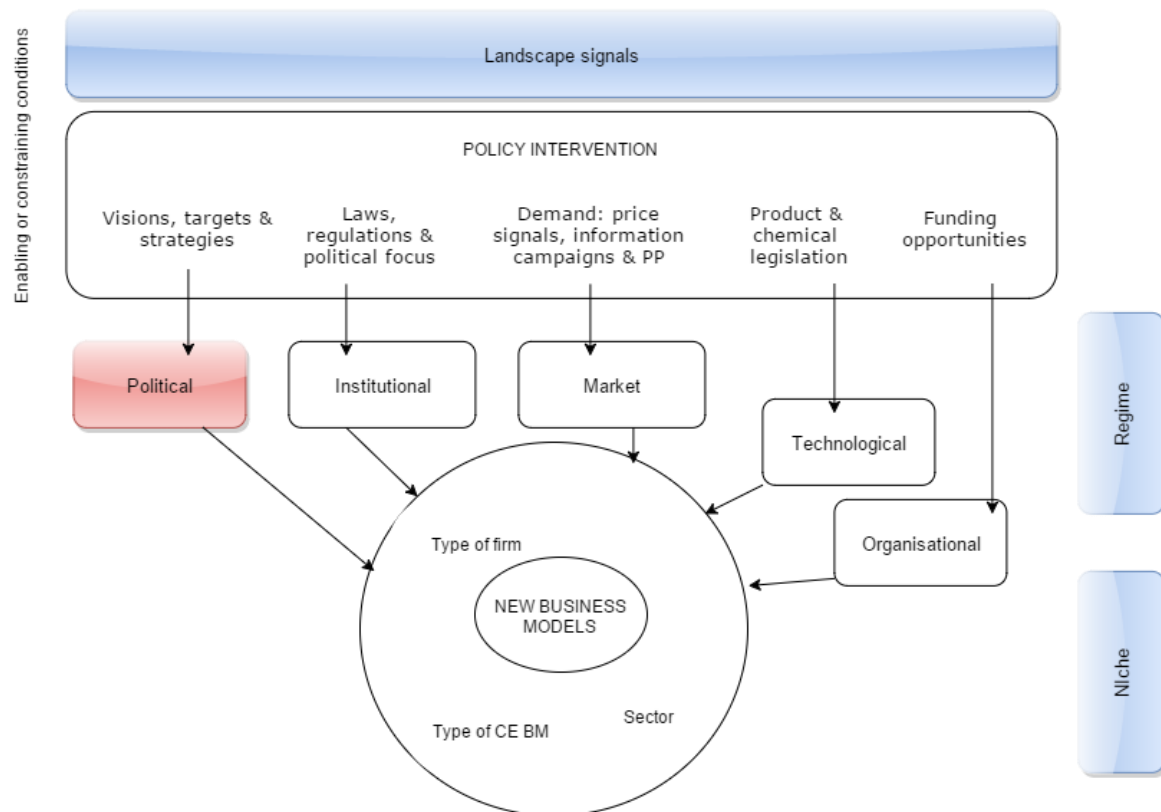 Enabling or constraining conditions
Landscape signals
POLICY INTERVENTION
Visions, targets &
strategies
Laws,
regulations &
political focus
Demand: price
signals, information
campaigns & PP
Product &
chemical
legislation
Funding
opportunities
Political
Institutional
Market
Technological
Organisational
Regime
NIche
Type of firm
NEW BUSINESS
MODELS
Type of CE BM
Sector